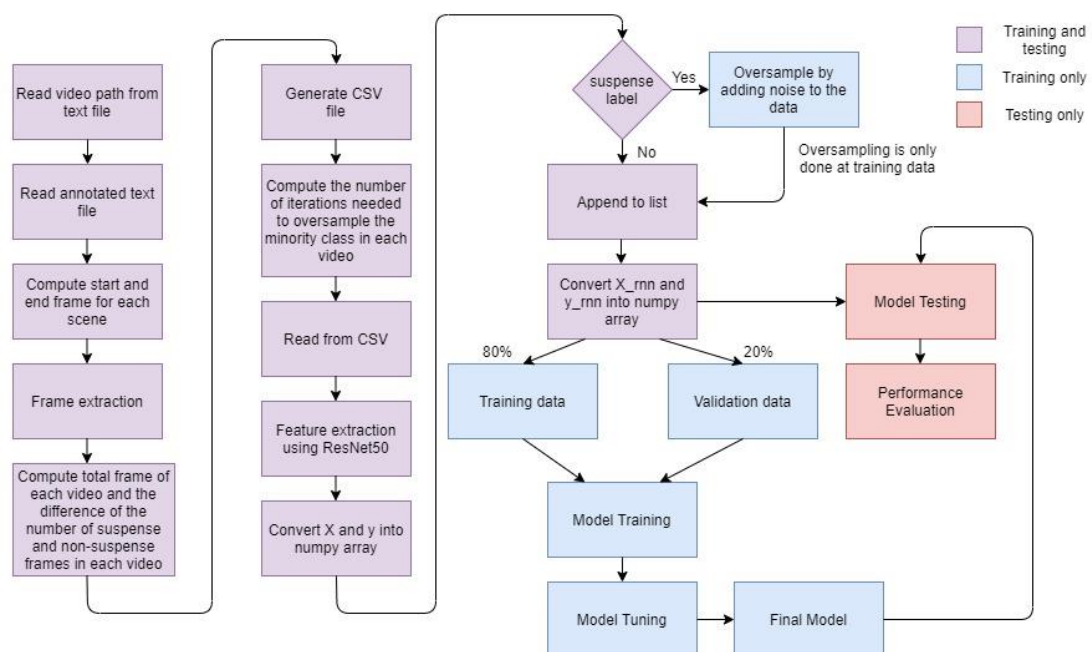 Read video path from
text file
Read annotated text
file
Compute start and
end frame for each
scene
Frame extraction
Compute total frame of
each video and the
difference of the
number of suspense
and non-suspense
frames in each video
Generate CSV
file
Compute the number
of iterations needed
to oversample the
minority class in each
video
Read from CSV
Feature extraction
using ResNet50
Convert X and y into
numpy array
suspense
label
Yes
No
Oversample by
adding noise to the
data
Oversampling is only
done at training data
Append to list
Convert X_rnn and
y_rnn into numpy
array
80%
20%
Training data
Validation data
Model Training
Model Tuning
Final Model
Model Testing
Performance
Evaluation
Training and
testing
Training only
Testing only